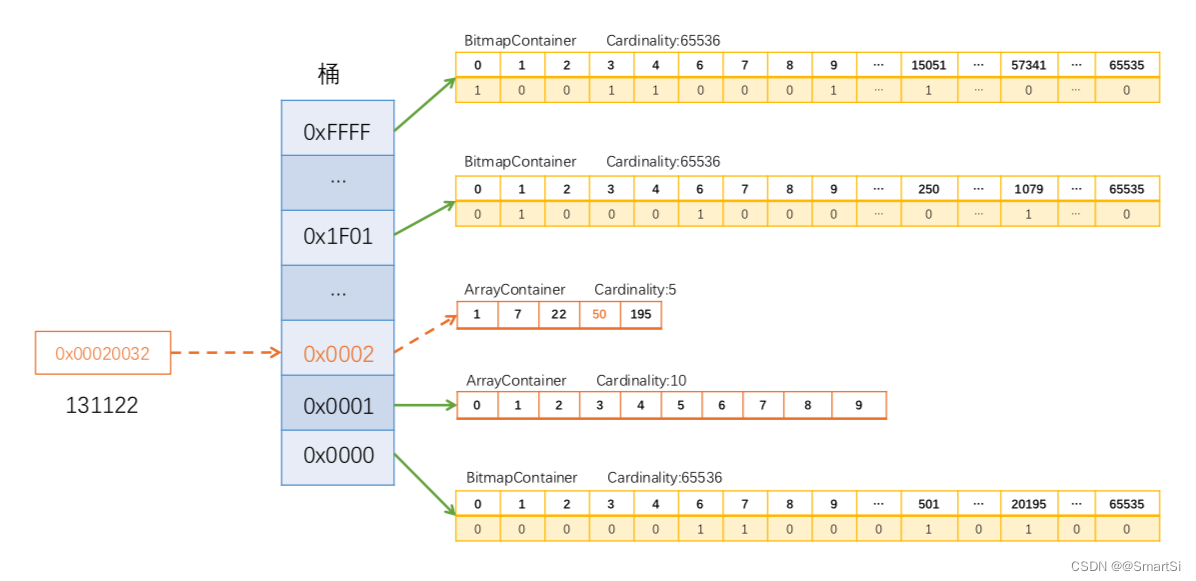 BitmapContainer Cardinality:65536
0 1 2 3 4 6 7 8 9 ··· 15051 ··· 57341 ··· 65535
1 0 0 1 1 0 0 0 1 ··· 1 ··· 0 ··· 0
桶
0xFFFF
BitmapContainer Cardinality:65536
0 1 2 3 4 6 7 8 9 ··· 250 ··· 1079 ··· 65535
0 1 0 0 0 1 0 0 0 ··· 0 ··· 1 ··· 0
···
0x1F01
···
ArrayContainer Cardinality:5
1 7 22 50 195
0x00020032
0x0002
131122
ArrayContainer Cardinality:10
0 1 2 3 4 5 6 7 8 9
0x0001
0x0000
BitmapContainer Cardinality:65536
0 1 2 3 4 6 7 8 9 ··· 501 ··· 20195 ··· 65535
0 0 0 0 0 1 1 0 0 0 1 0 1 0 0
CSDN @@SmartSi